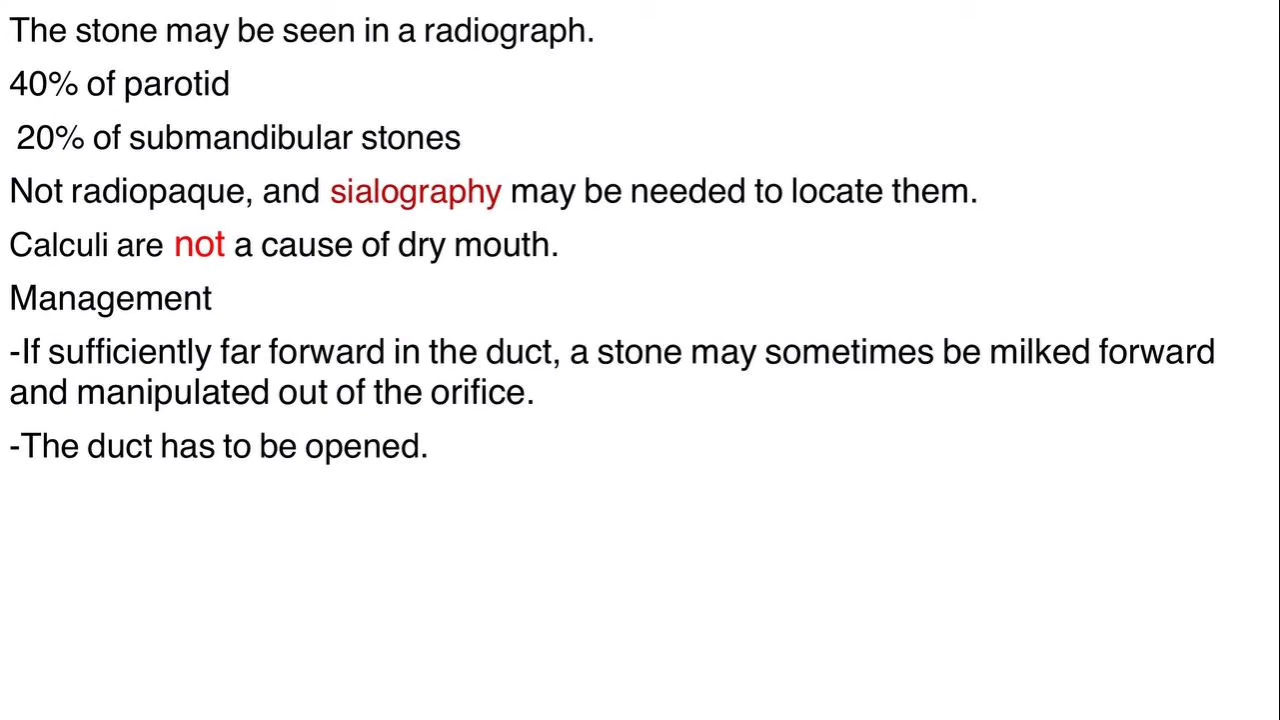 The stone may be seen in a radiograph.
40% of parotid
20% of submandibular stones
Not radiopaque, and sialography may be needed to locate them.
Calculi are not a cause of dry mouth.
Management
-If sufficiently far forward in the duct, a stone may sometimes be milked forward
and manipulated out of the orifice.
-The duct has to be opened.